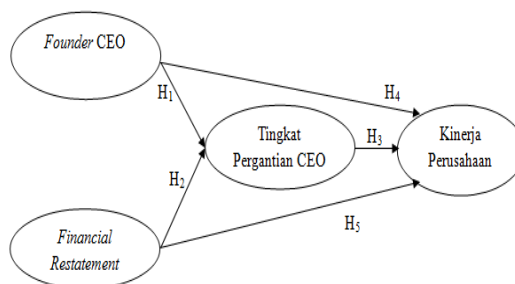 Founder CEO
H4
H1
Tingkat
Pergantian CEO
H3
Kinerja
Perusahaan
H2
H5
Financial
Restatement